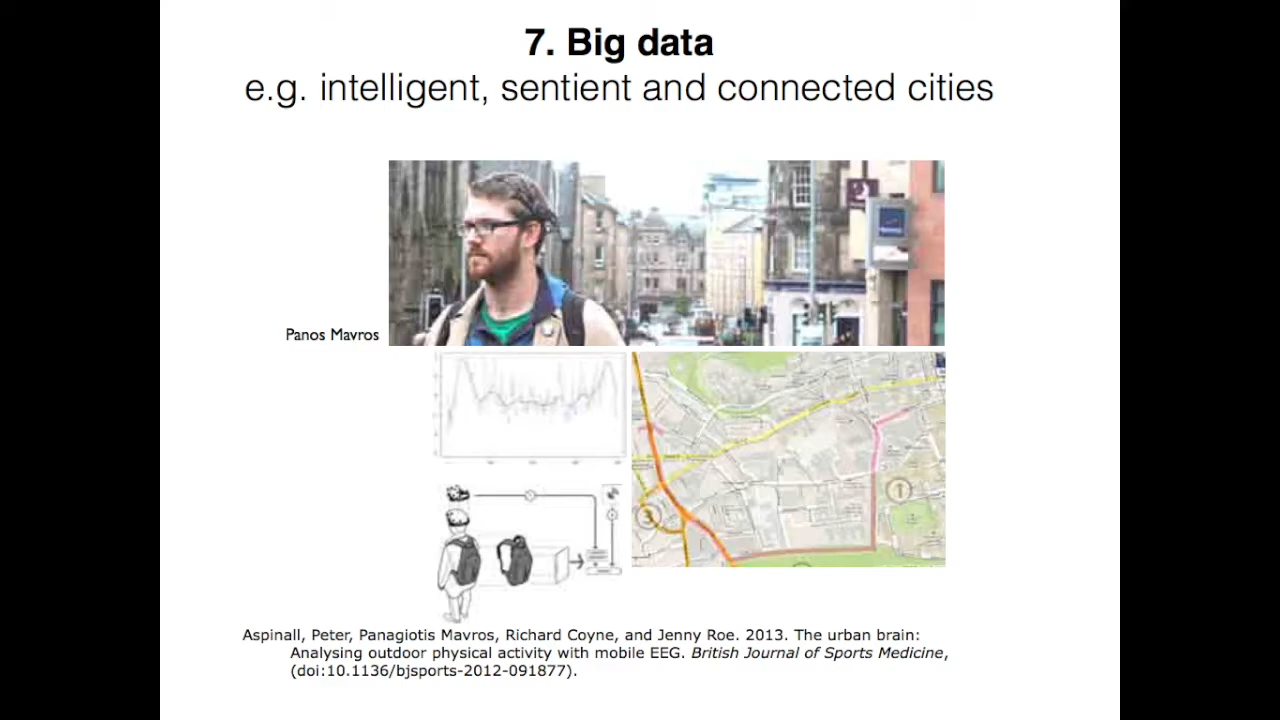 7. Big data
e.g. intelligent, sentient and connected cities
Panos Mavros
3
1
Aspinall, Peter, Panagiotis Mavros, Richard Coyne, and Jenny Roe. 2013. The urban brain:
Analysing outdoor physical activity with mobile EEG. British Journal of Sports Medicine,
(doi:10.1136/bjsports-2012-091877).